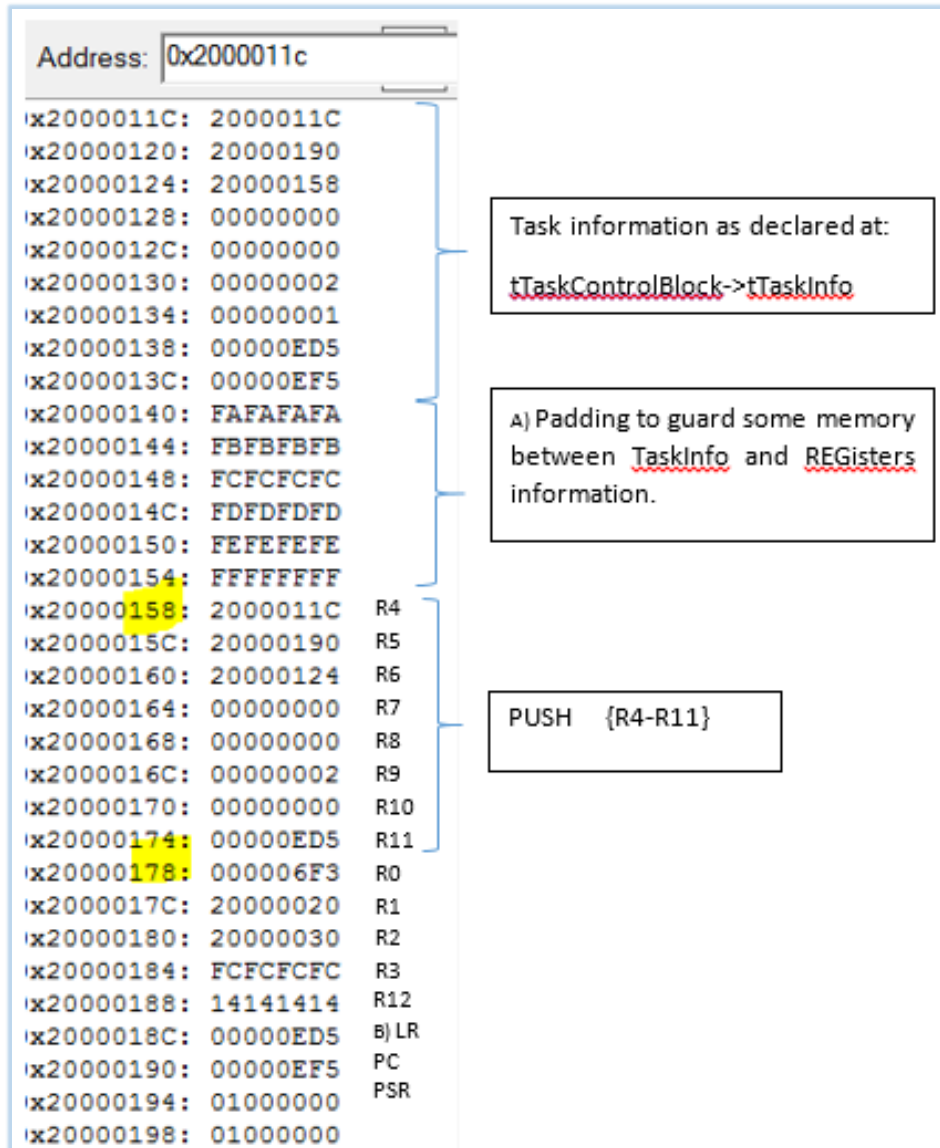 Address: 0x2000011c
x2000011C: 2000011C
x20000120: 20000190
x20000124: 20000158
x20000128: 00000000
x2000012C: 00000000
x20000130: 00000002
x20000134: 00000001
x20000138: 00000ED5
x2000013C: 00000EF5
Task information as declared at:
tTaskControlBlock->tTaskInfo
x20000140: FAFAFAFA
x20000144: FBFBFBFB
x20000148: FCFCFCFC
x2000014C: FDFDFDFD
x20000150: FEFEFEFE
x20000154: FFFFFFFF
A) Padding to guard some memory
between TaskInfo and REGisters
information.
x20000158: 2000011C R4
x2000015C: 20000190 R5
x20000160: 20000124 R6
x20000164: 00000000 R7
x20000168: 00000000 R8
x2000016C: 00000002 R9
x20000170: 00000000 R10
x20000174: 00000ED5 R11
PUSH {R4-R11}
x20000178: 000006F3 R0
x2000017C: 20000020 R1
x20000180: 20000030 R2
x20000184: FCFCFCFC R3
x20000188: 14141414 R12
x2000018C: 00000ED5 B) LR
x20000190: 00000EF5 PC
x20000194: 01000000 PSR
x20000198: 01000000